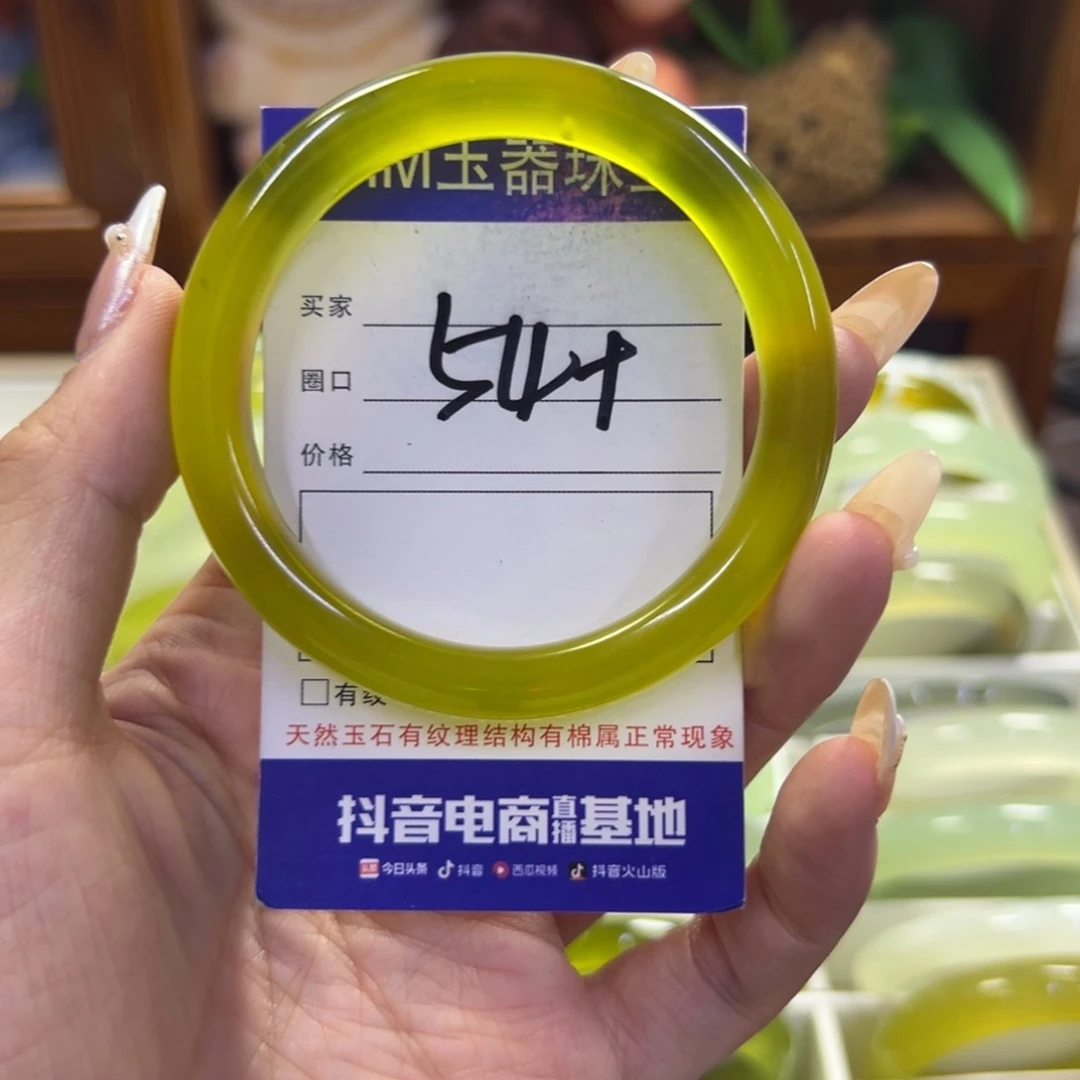 玉器珠
买家
圈口
价格
有纹
天然玉石有纹理结构有棉属正常现象
抖音电商直播基地
今日头条 抖音 西瓜视频 抖音火山版